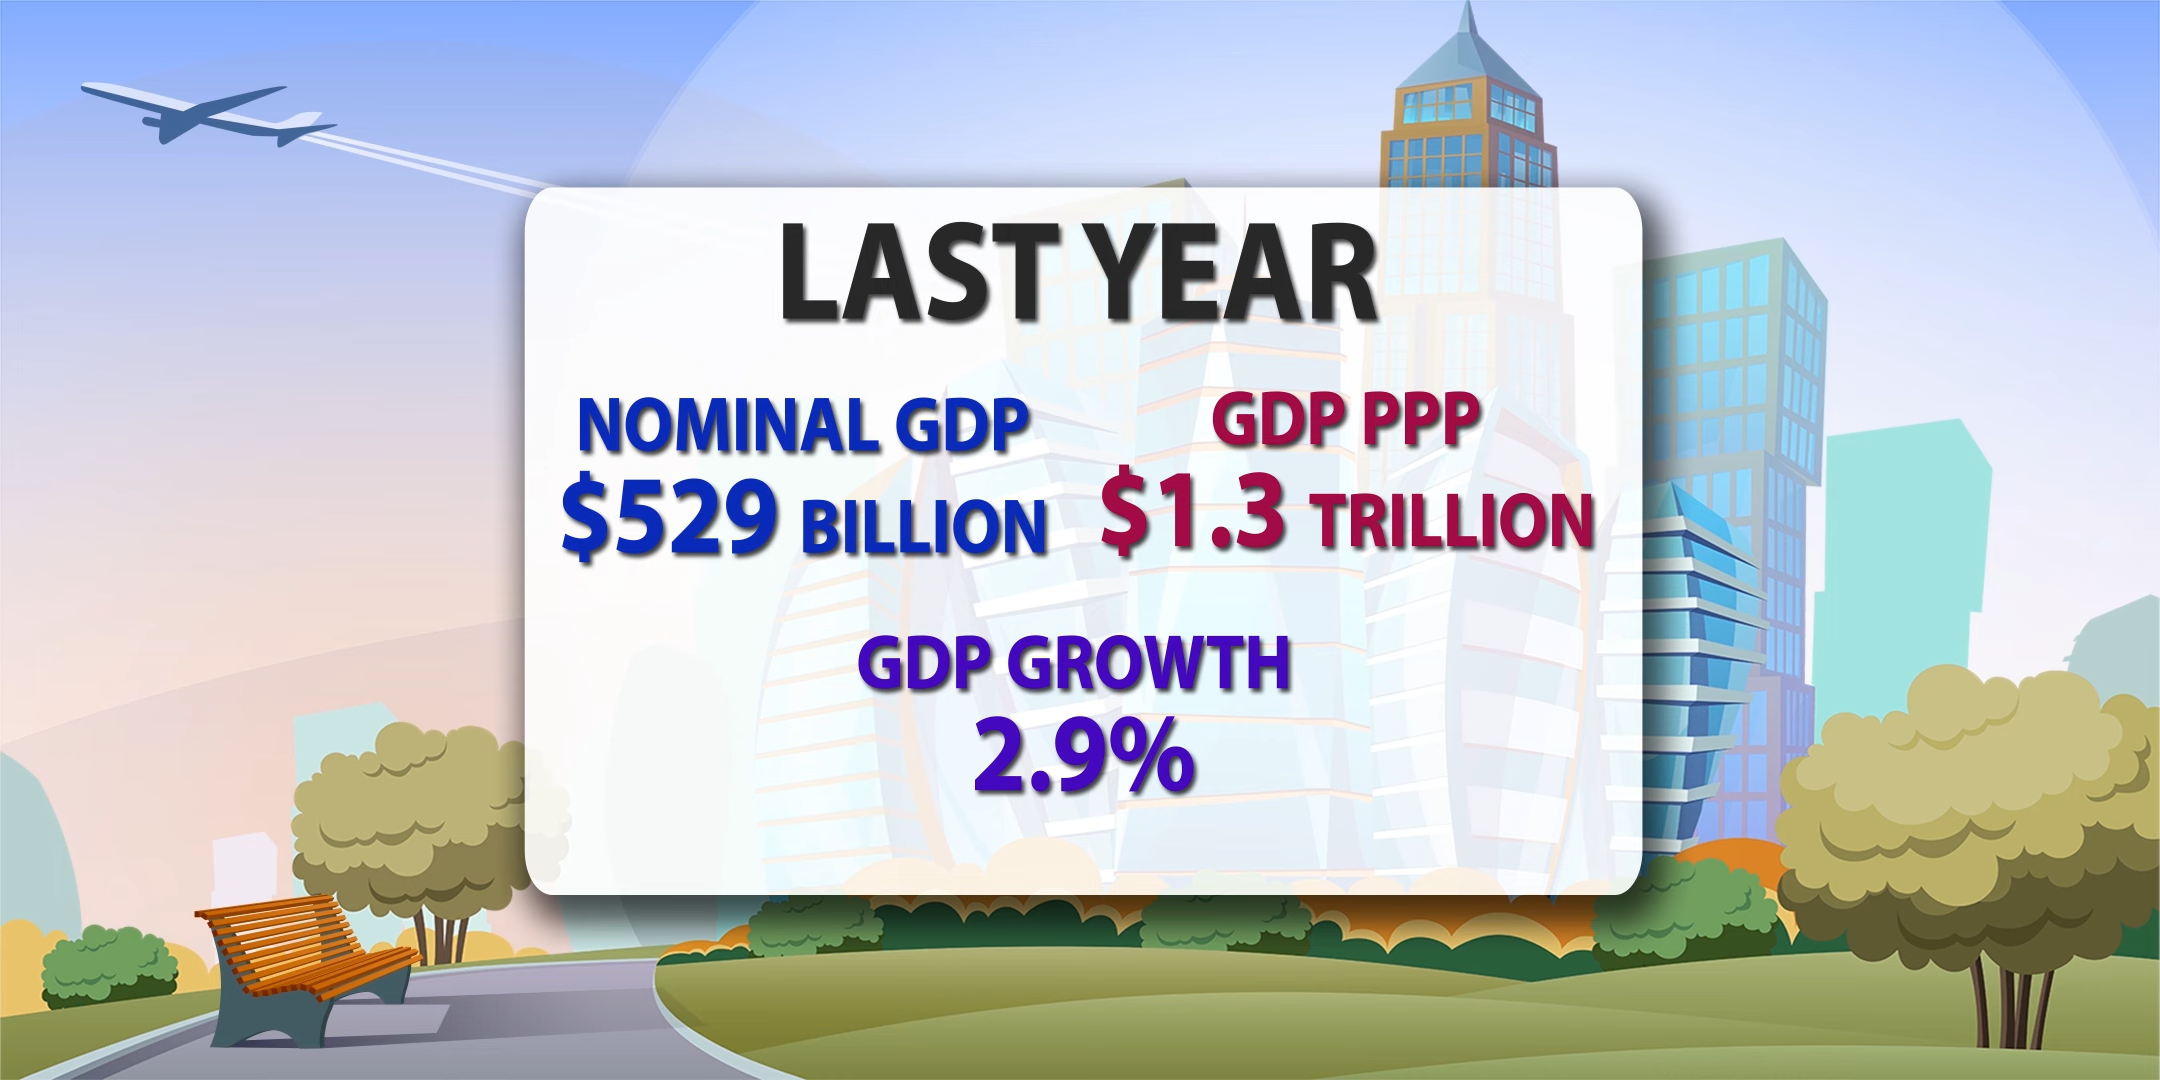 LAST YEAR
NOMINAL GDP
$529 BILLION
GDP PPP
$1.3 TRILLION
GDP GROWTH
2.9%